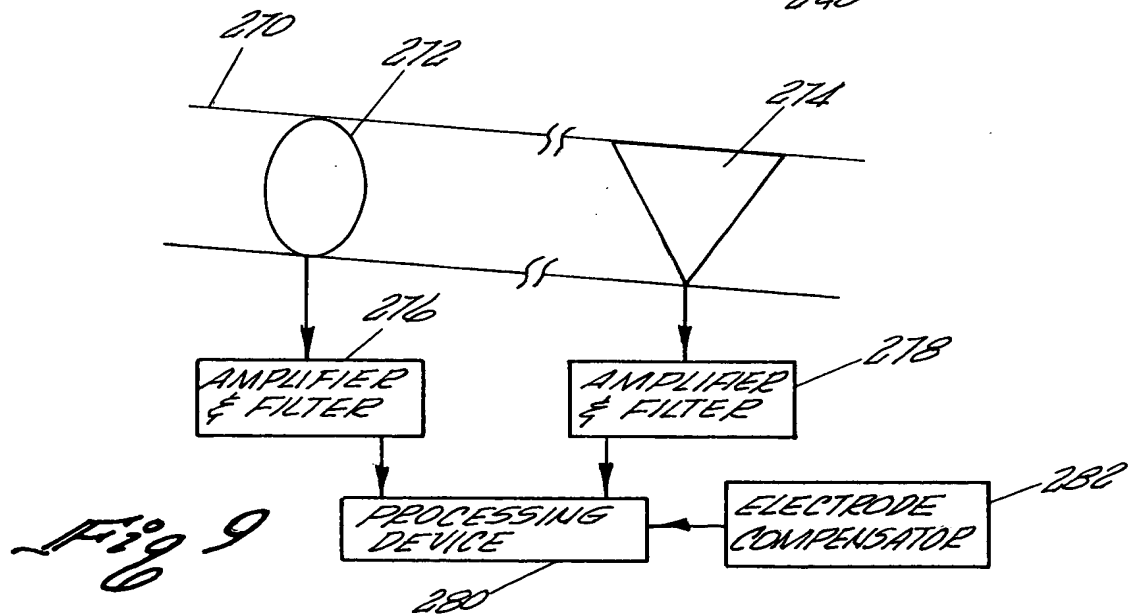 270
272
274
276
278
AMPLIFIER
& FILTER
AMPLIFIER
& FILTER
282
PROCESSING
DEVICE
ELECTRODE
COMPENSATOR
Fig 9
280